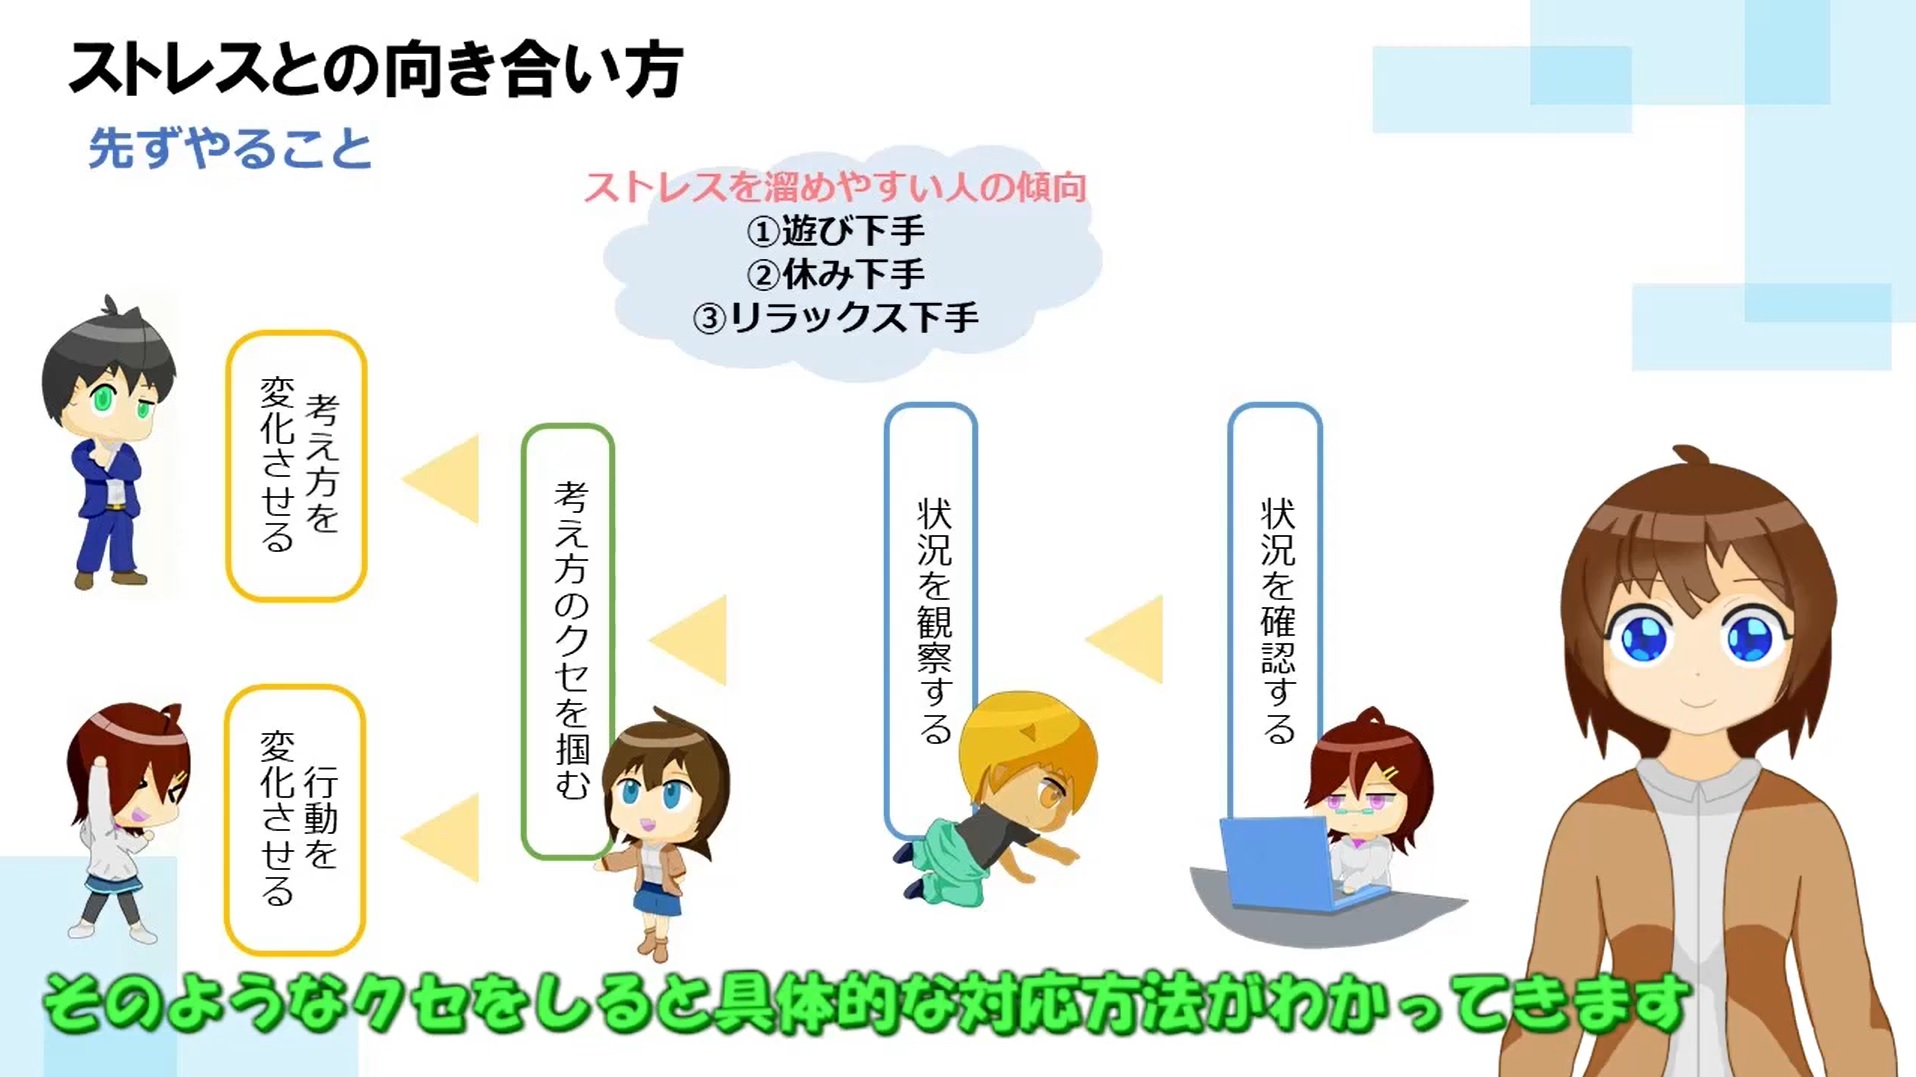 ストレスとの向き合い方
先ずやること
ストレスを溜めやすい人の傾向
①遊び下手
②休み下手
③リラックス下手
状況を確認する
状況を観察する
考え方のクセを掴む
考え方を
変化させる
行動を
変化させる
そのようなクセをしると具体的な対応方法がわかってきます